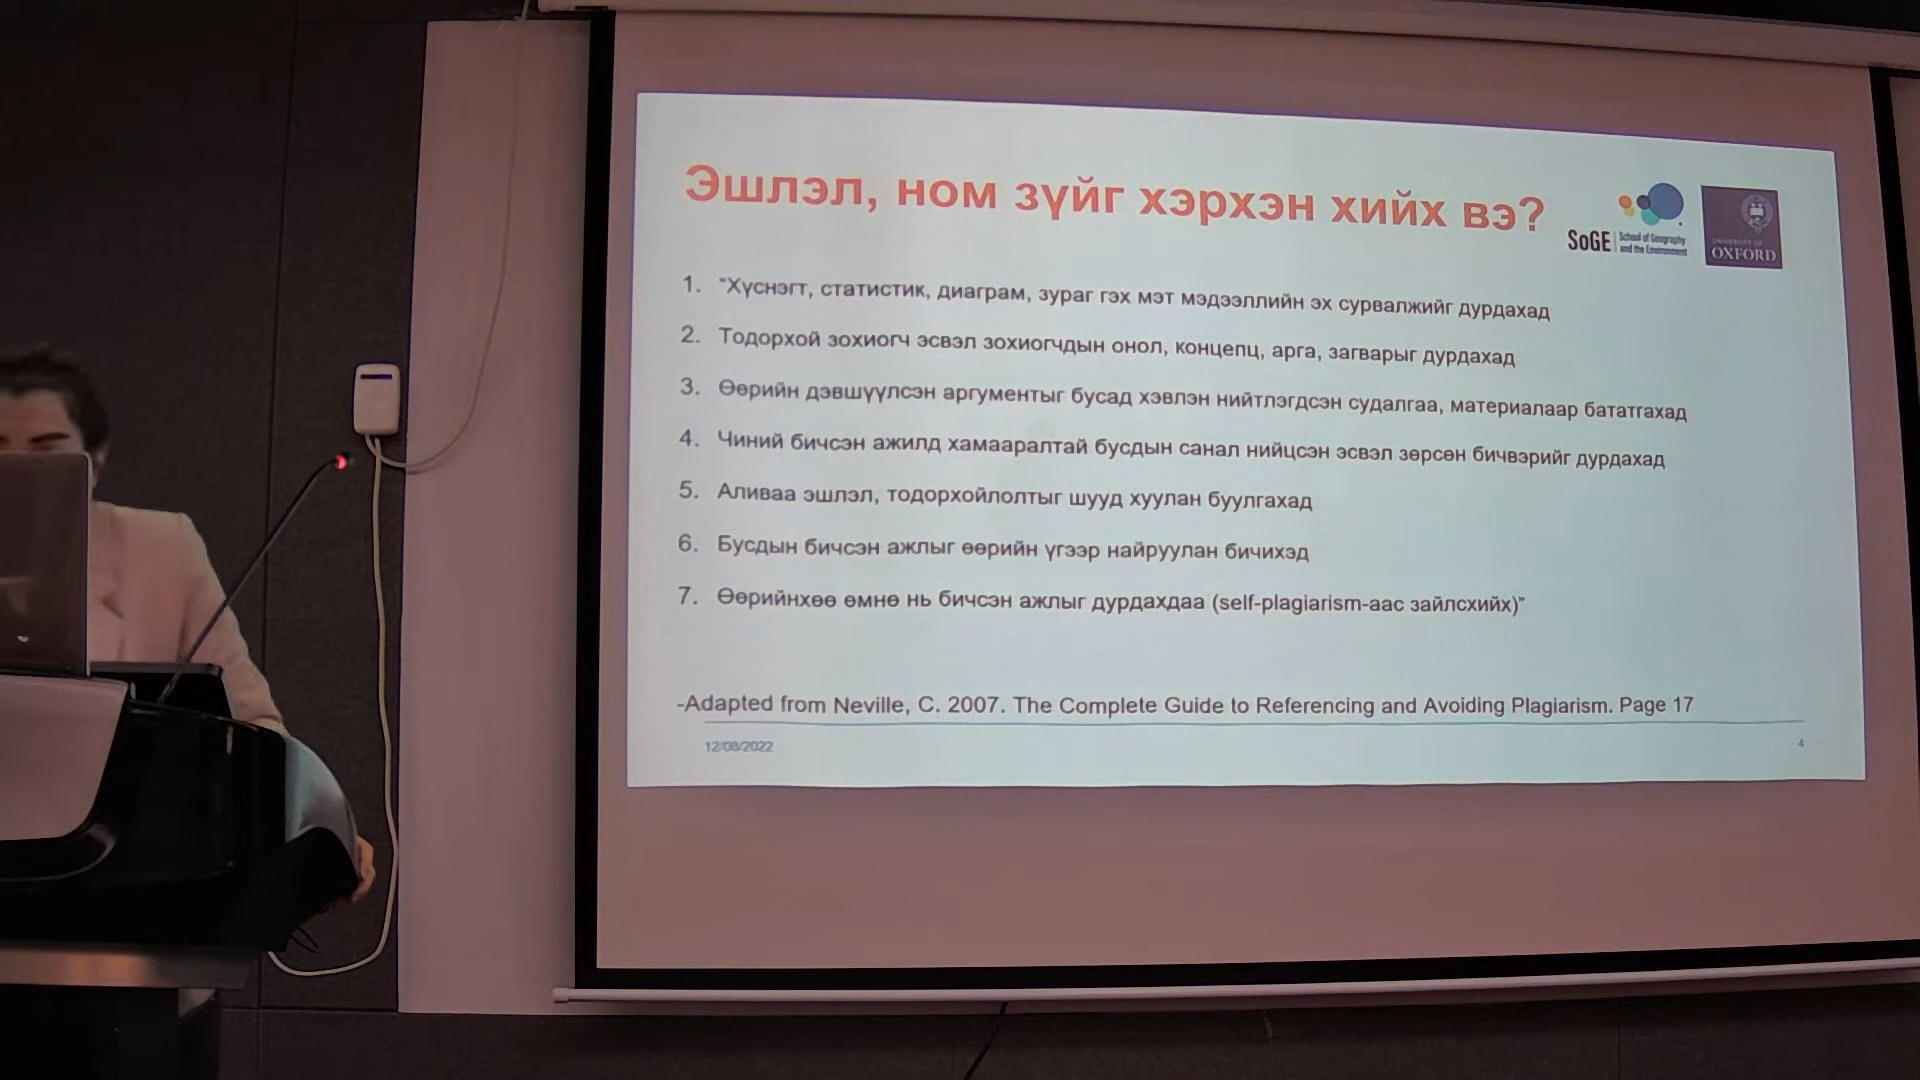 Эшлэл, ном зүйг хэрхэн хийх вэ?
SoGE School of Geography
and the Environment
UNIVERSITY OF
OXFORD
1. “Хүснэгт, статистик, диаграм, зураг гэх мэт мэдээллийн эх сурвалжийг дурдахад
2. Тодорхой зохиогч эсвэл зохиогчдын онол, концепц, арга, загварыг дурдахад
3. Өөрийн дэвшүүлсэн аргументыг бусад хэвлэн нийтлэгдсэн судалгаа, материалаар бататгахад
4. Чиний бичсэн ажилд хамааралтай бусдын санал нийцсэн эсвэл зөрсөн бичвэрийг дурдахад
5. Аливаа эшлэл, тодорхойлолтыг шууд хуулан буулгахад
6. Бусдын бичсэн ажлыг өөрийн үгээр найруулан бичихэд
7. Өөрийнхөө өмнө нь бичсэн ажлыг дурдахдаа (self-plagiarism-аас зайлсхийх)”
-Adapted from Neville, C. 2007. The Complete Guide to Referencing and Avoiding Plagiarism. Page 17
12/08/2022
4